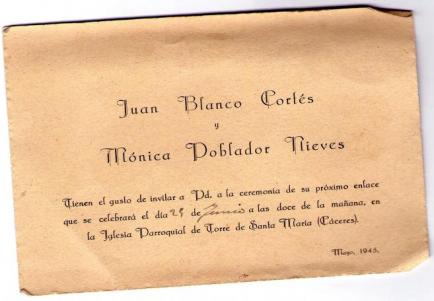 Juan Blanco Cortés
y
Mónica Poblador Nieves
Tienen el gusto de invitar a Vd. a la ceremonia de su próximo enlace
que se celebrará el día 25 de Junio a las doce de la mañana, en
la Iglesia Parroquial de Torre de Santa María (Cáceres).
Mayo, 1945.